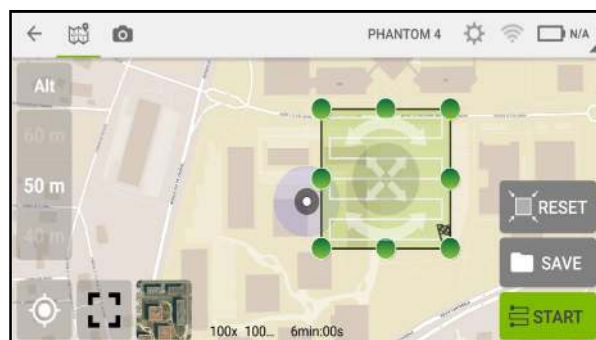 PHANTOM 4
N/A
Alt
60 m
50 m
40 m
RESET
SAVE
START
100x 100... 6min:00s